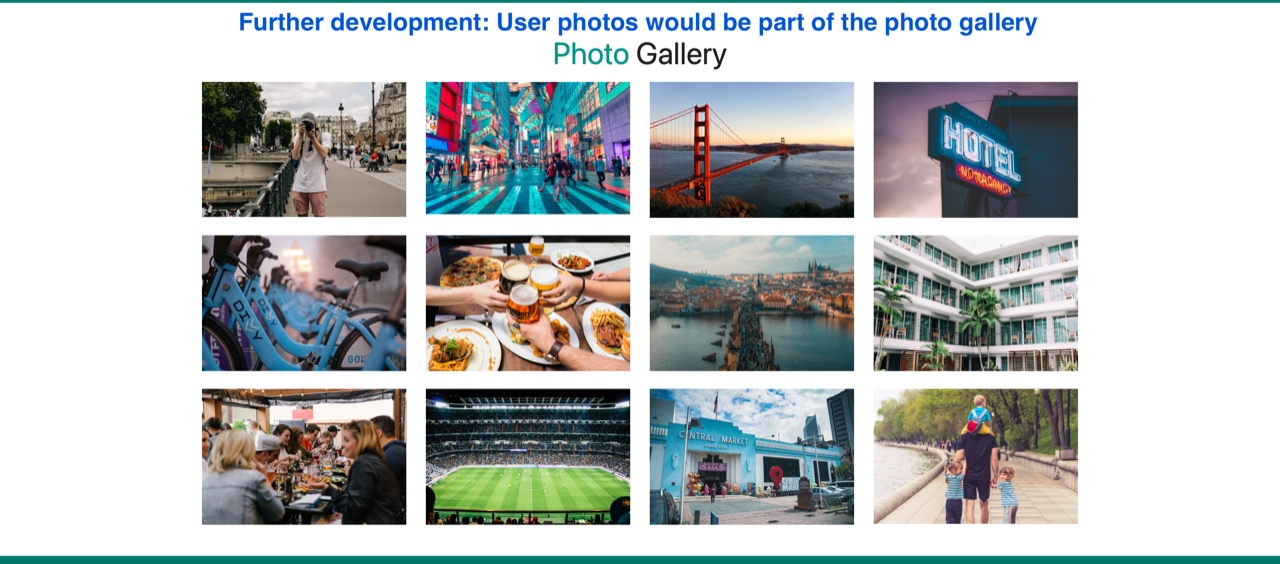 Further development: User photos would be part of the photo gallery
Photo Gallery
HOTEL
NO VACANCY
DIVVY
DIVVY
CENTRAL MARKET